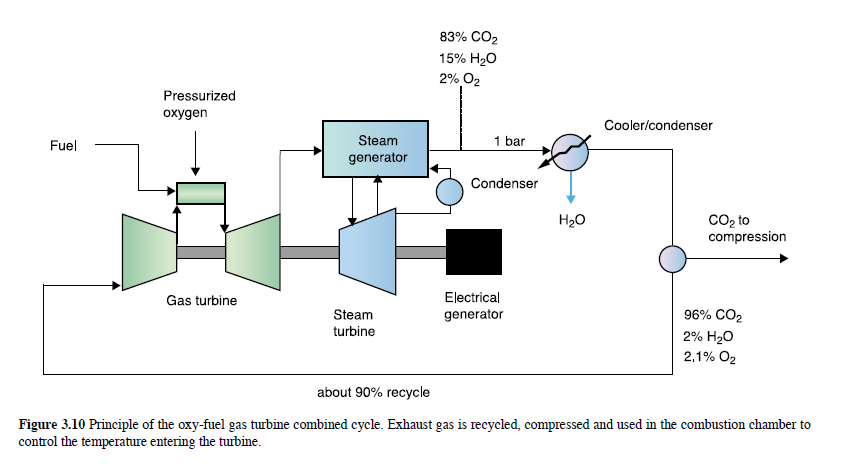 83% CO₂
15% H₂O
2% O₂
Pressurized
oxygen
Fuel
Steam
generator
1 bar
Cooler/condenser
Condenser
H₂O
CO₂ to
compression
Gas turbine
Steam
turbine
Electrical
generator
96% CO₂
2% H₂O
2,1% O₂
about 90% recycle
Figure 3.10 Principle of the oxy-fuel gas turbine combined cycle. Exhaust gas is recycled, compressed and used in the combustion chamber to
control the temperature entering the turbine.